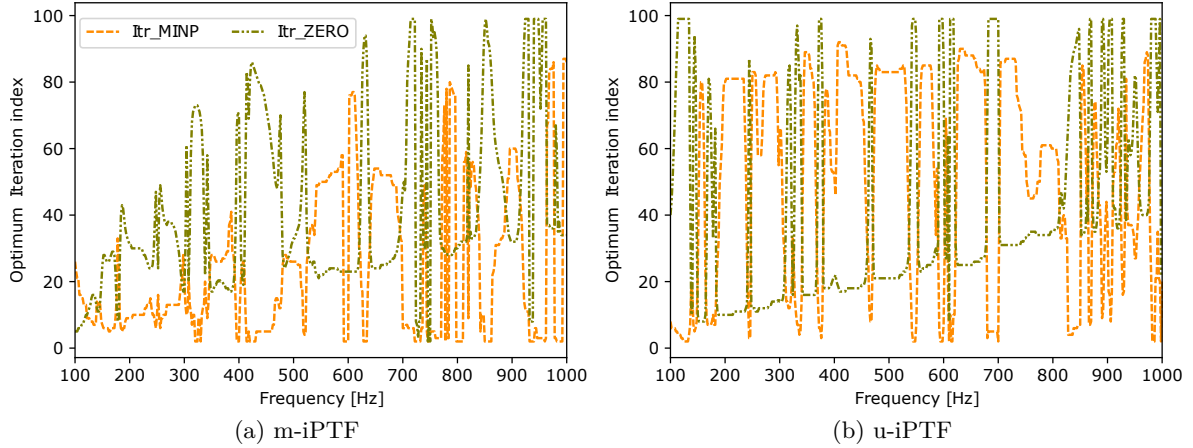 100
80
60
40
20
0
Optimum Iteration index
Itr_MINP
Itr_ZERO
100 200 300 400 500 600 700 800 900 1000
Frequency [Hz]
(a) m-iPTF
100
80
60
40
20
0
Optimum Iteration index
100 200 300 400 500 600 700 800 900 1000
Frequency [Hz]
(b) u-iPTF